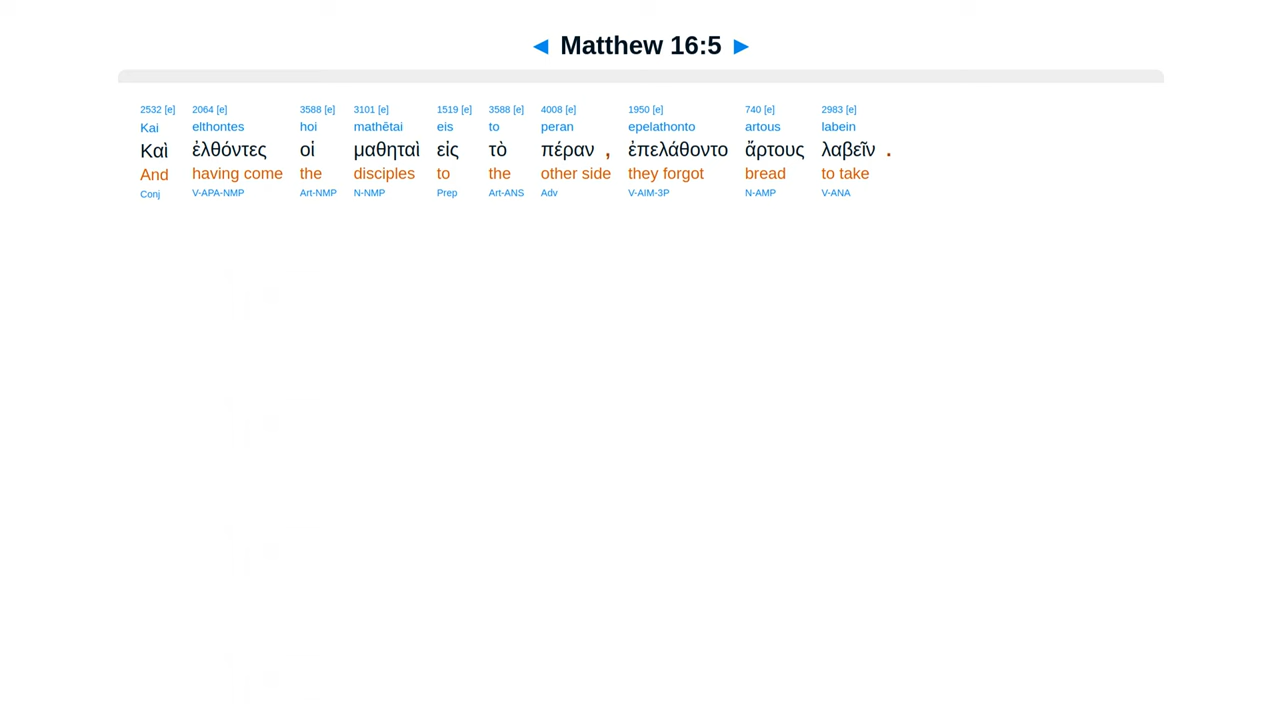 ◄ Matthew 16:5 ►
2532 [e] 2064 [e] 3588 [e] 3101 [e] 1519 [e] 3588 [e] 4008 [e] 1950 [e] 740 [e] 2983 [e]
Kai elthontes hoi mathētai eis to peran epelathonto artous labein
Καὶ ἐλθόντες οἱ μαθηταὶ εἰς τὸ πέραν , ἐπελάθοντο ἄρτους λαβεῖν .
And having come the disciples to the other side they forgot bread to take
Conj V-APA-NMP Art-NMP N-NMP Prep Art-ANS Adv V-AIM-3P N-AMP V-ANA